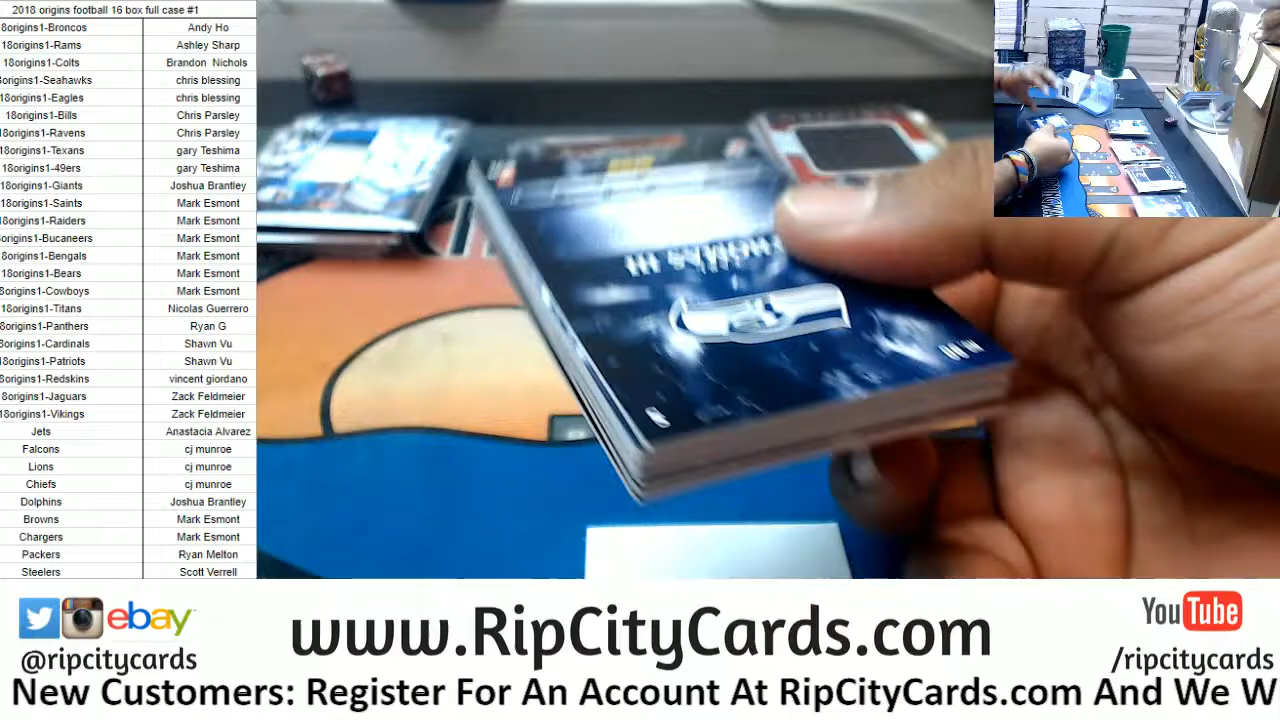 2018 origins football 16 box full case #1
8origins1-Broncos Andy Ho
18origins1-Rams Ashley Sharp
18origins1-Colts Brandon Nichols
8origins1-Seahawks chris blessing
18origins1-Eagles chris blessing
18origins1-Bills Chris Parsley
18origins1-Ravens Chris Parsley
18origins1-Texans gary Teshima
18origins1-49ers gary Teshima
18origins1-Giants Joshua Brantley
18origins1-Saints Mark Esmont
18origins1-Raiders Mark Esmont
8origins1-Bucaneers Mark Esmont
8origins1-Bengals Mark Esmont
18origins1-Bears Mark Esmont
8origins1-Cowboys Mark Esmont
18origins1-Titans Nicolas Guerrero
8origins1-Panthers Ryan G
8origins1-Cardinals Shawn Vu
18origins1-Patriots Shawn Vu
8origins1-Redskins vincent giordano
8origins1-Jaguars Zack Feldmeier
18origins1-Vikings Zack Feldmeier
Jets Anastacia Alvarez
Falcons cj munroe
Lions cj munroe
Chiefs cj munroe
Dolphins Joshua Brantley
Browns Mark Esmont
Chargers Mark Esmont
Packers Ryan Melton
Steelers Scott Verrell
ebay
@ripcitycards
www.RipCityCards.com
YouTube
/ripcitycards
New Customers: Register For An Account At RipCityCards.com And We W